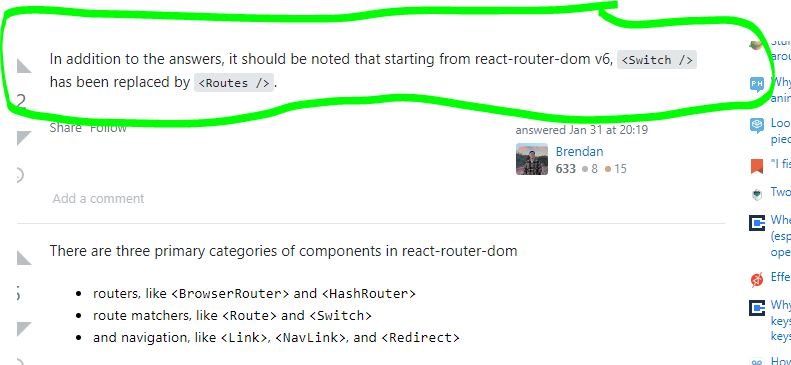 In addition to the answers, it should be noted that starting from react-router-dom v6, <Switch />
has been replaced by <Routes />.
2
Share Follow
answered Jan 31 at 20:19
Brendan
633 8 15
Add a comment
There are three primary categories of components in react-router-dom
5
routers, like <BrowserRouter> and <HashRouter>
route matchers, like <Route> and <Switch>
and navigation, like <Link>, <NavLink>, and <Redirect>
arou
Why
anin
Loo
piec
"I fis
Two
Whe
(esp
ope
Effe
Why
keys
keys
How